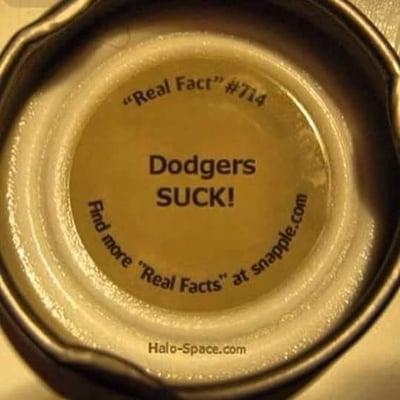 "Real Fact" #714
Dodgers
SUCK!
Find more "Real Facts" at snapple.com
Halo-Space.com